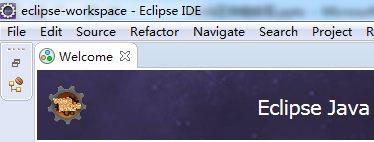 eclipse-workspace - Eclipse IDE
File Edit Source Refactor Navigate Search Project R
Welcome
Eclipse Java